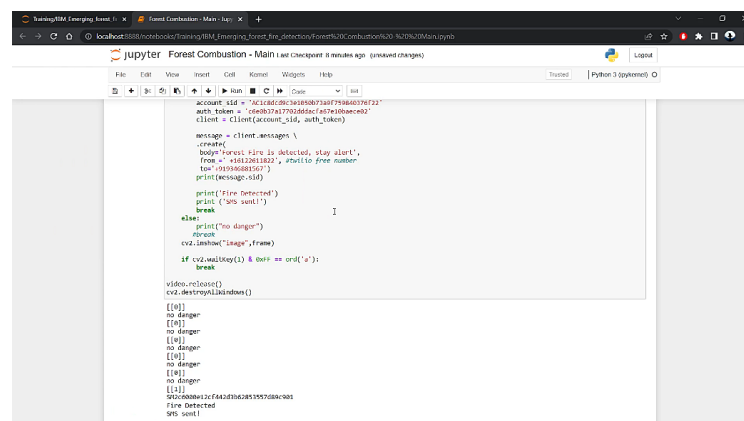 Training/IBM_Emerging_forest_fi
Forest Combustion - Main - Jupy
localhost:8888/notebooks/Training/IBM_Emerging_forest_fire_detection/Forest%20Combustion%20-%20%20Main.ipynb
jupyter Forest Combustion - Main Last Checkpoint: 8 minutes ago (unsaved changes)
Logout
File Edit View Insert Cell Kernel Widgets Help
Trusted Python 3 (ipykernel)
Run Code
account_sid =
auth_token =
client = Client(account_sid, auth_token)
message = client.messages \
.create(
body='Forest Fire is detected, stay alert',
from_=' +16122611822', #twilio free number
to='+919346881567')
print(message.sid)
print('Fire Detected')
print ('SMS sent!')
break
else:
print("no danger")
#break
cv2.imshow("image",frame)
if cv2.waitKey(1) & 0xFF == ord('a'):
break
video.release()
cv2.destroyAllWindows()
[[0]]
no danger
[[0]]
no danger
[[0]]
no danger
[[0]]
no danger
[[0]]
no danger
[[1]]
SM2c6000e12cf442d3b62853557d89c901
Fire Detected
SMS sent!